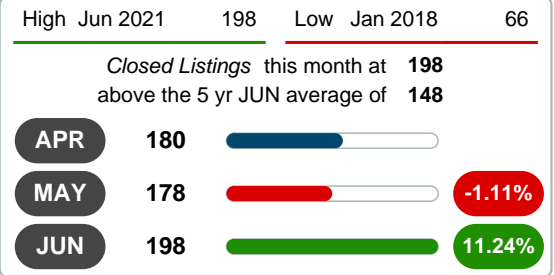 High Jun 2021 198 Low Jan 2018 66
Closed Listings this month at 198
above the 5 yr JUN average of 148
APR 180
MAY 178 -1.11%
JUN 198 11.24%